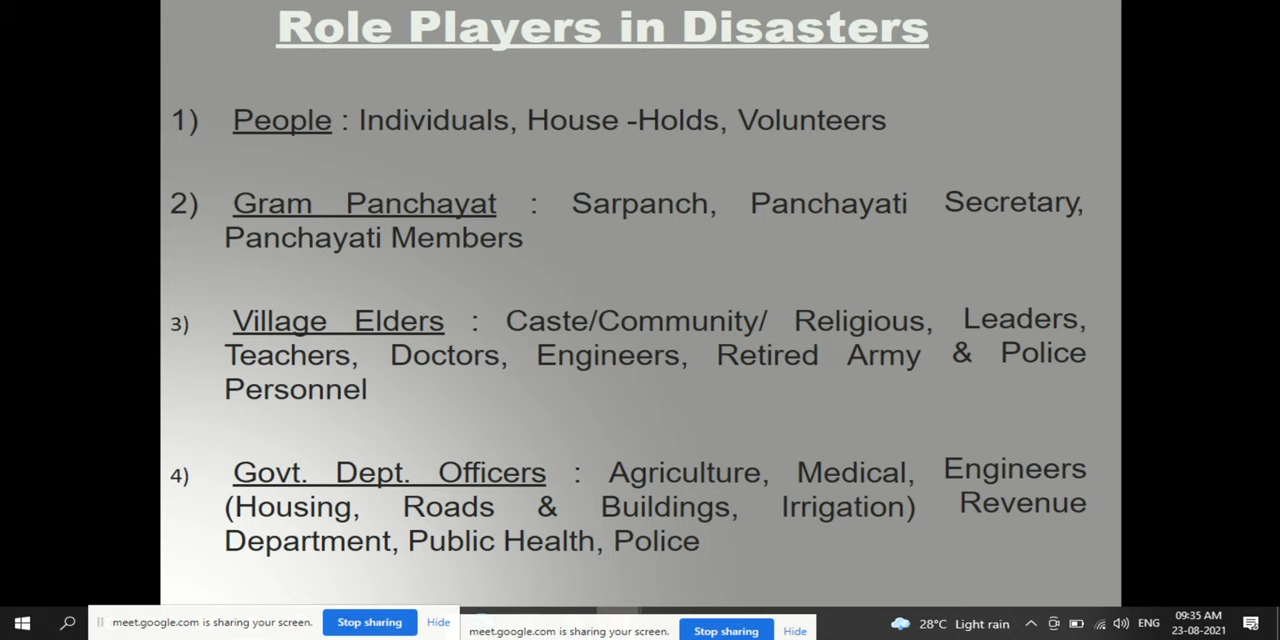 Role Players in Disasters
1) People : Individuals, House -Holds, Volunteers
2) Gram Panchayat : Sarpanch, Panchayati Secretary,
Panchayati Members
3) Village Elders : Caste/Community/ Religious, Leaders,
Teachers, Doctors, Engineers, Retired Army & Police
Personnel
4) Govt. Dept. Officers : Agriculture, Medical, Engineers
(Housing, Roads & Buildings, Irrigation) Revenue
Department, Public Health, Police
meet.google.com is sharing your screen. Stop sharing Hide
meet.google.com is sharing your screen. Stop sharing Hide
28°C Light rain ENG
09:35 AM
23-08-2021